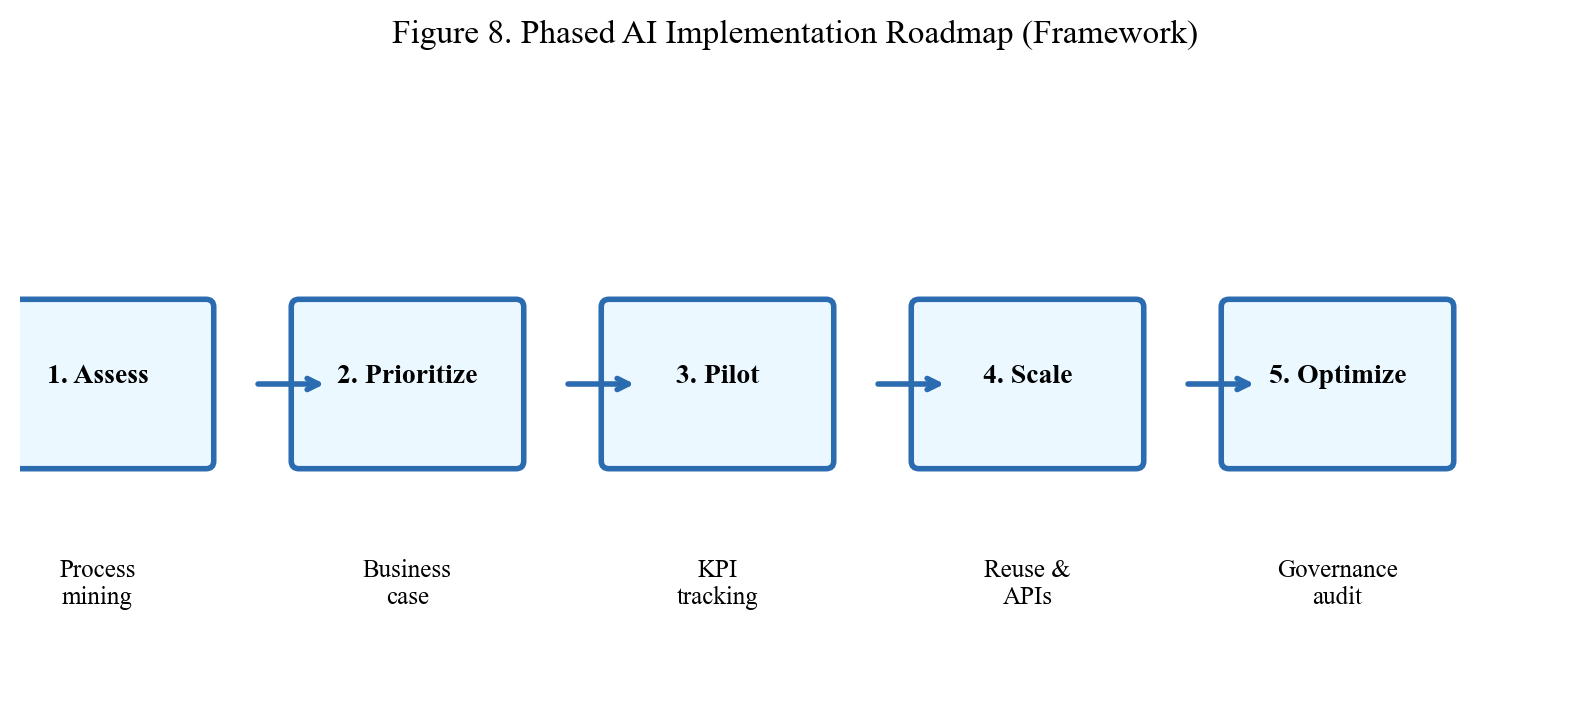 Figure 8. Phased AI Implementation Roadmap (Framework)
1. Assess
2. Prioritize
3. Pilot
4. Scale
5. Optimize
Process
mining
Business
case
KPI
tracking
Reuse &
APIs
Governance
audit